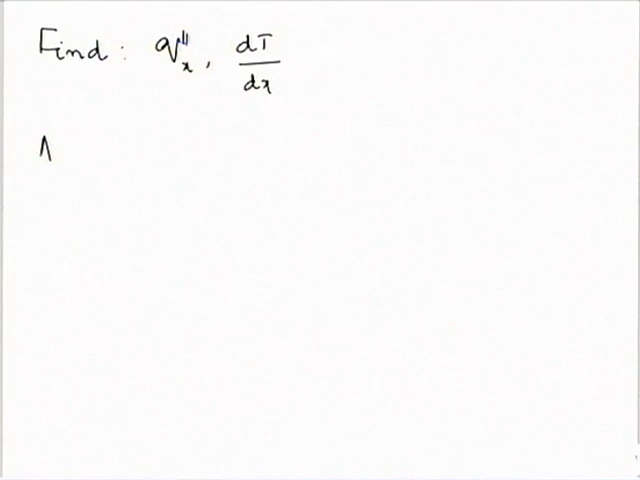 Find : q''ₓ , dT/dx
Λ